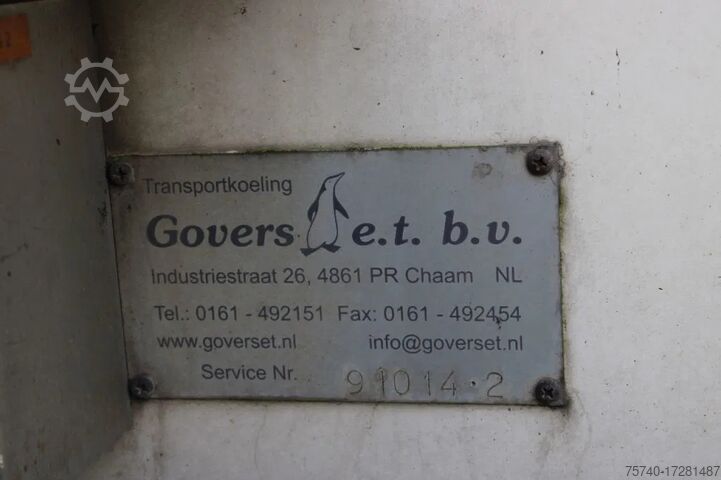 Transportkoeling
Govers e.t. b.v.
Industriestraat 26, 4861 PR Chaam NL
Tel.: 0161 - 492151 Fax: 0161 - 492454
www.goverset.nl info@goverset.nl
Service Nr. 91014-2
75740-17281487